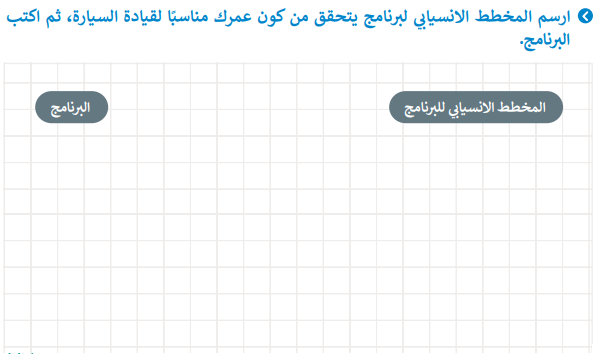 ارسم المخطط الانسيابي لبرنامج يتحقق من كون عمرك مناسبًا لقيادة السيارة، ثم اكتب
البرنامج.
المخطط الانسيابي للبرنامج
البرنامج